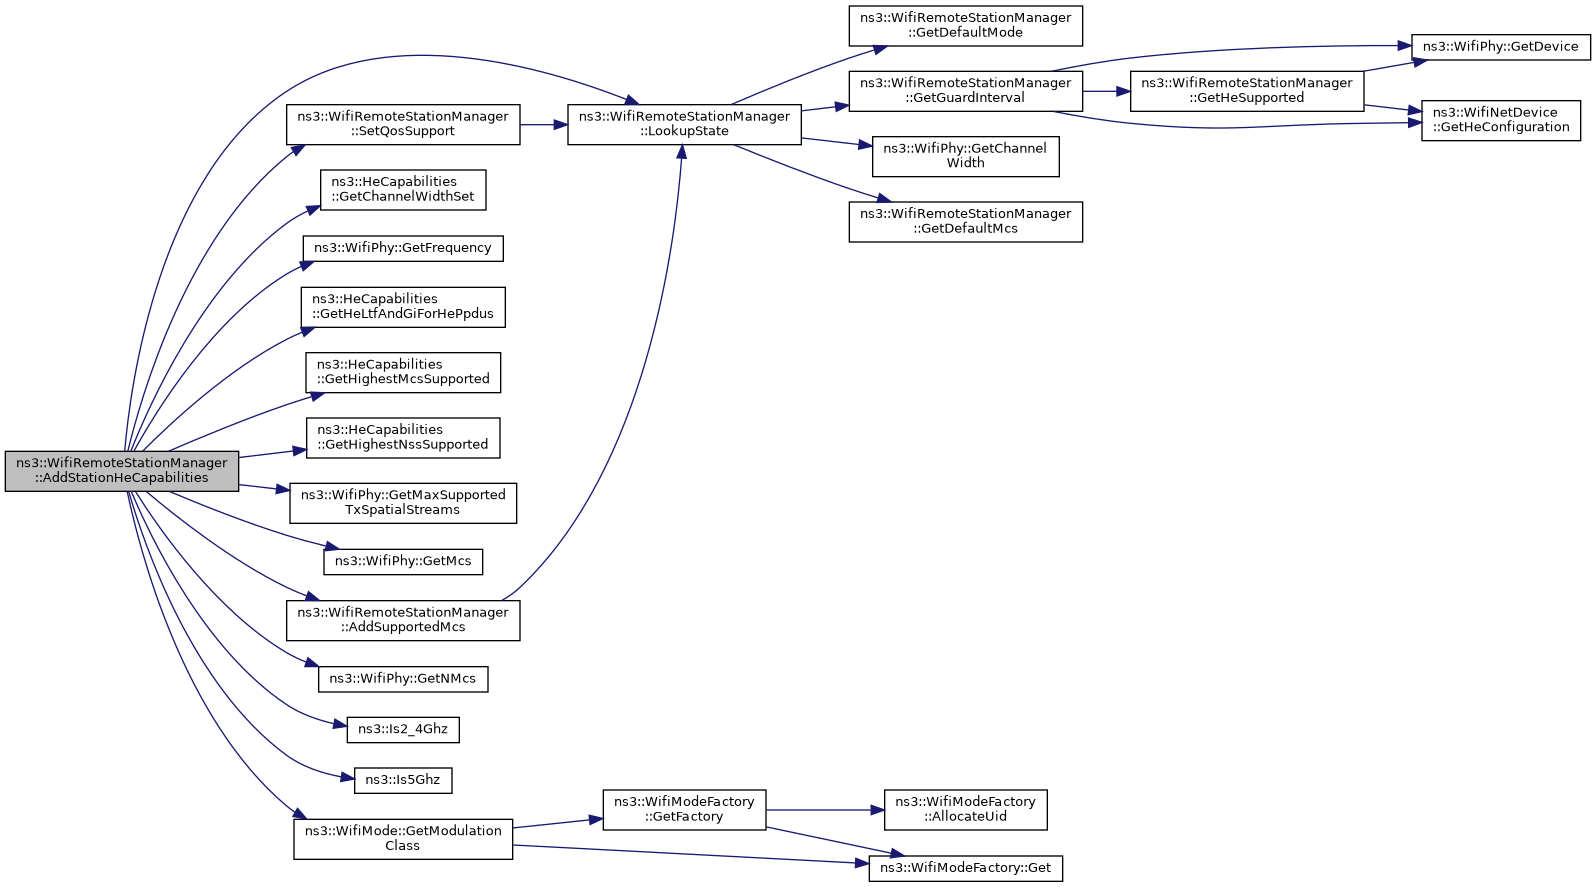 ns3::WifiRemoteStationManager
::AddStationHeCapabilities
ns3::WifiRemoteStationManager
::SetQosSupport
ns3::HeCapabilities
::GetChannelWidthSet
ns3::WifiPhy::GetFrequency
ns3::HeCapabilities
::GetHeLtfAndGiForHePpdus
ns3::HeCapabilities
::GetHighestMcsSupported
ns3::HeCapabilities
::GetHighestNssSupported
ns3::WifiPhy::GetMaxSupported
TxSpatialStreams
ns3::WifiPhy::GetMcs
ns3::WifiRemoteStationManager
::AddSupportedMcs
ns3::WifiPhy::GetNMcs
ns3::Is2_4Ghz
ns3::Is5Ghz
ns3::WifiMode::GetModulation
Class
ns3::WifiRemoteStationManager
::LookupState
ns3::WifiRemoteStationManager
::GetDefaultMode
ns3::WifiRemoteStationManager
::GetGuardInterval
ns3::WifiPhy::GetChannel
Width
ns3::WifiRemoteStationManager
::GetDefaultMcs
ns3::WifiRemoteStationManager
::GetHeSupported
ns3::WifiPhy::GetDevice
ns3::WifiNetDevice
::GetHeConfiguration
ns3::WifiModeFactory
::GetFactory
ns3::WifiModeFactory
::AllocateUid
ns3::WifiModeFactory::Get